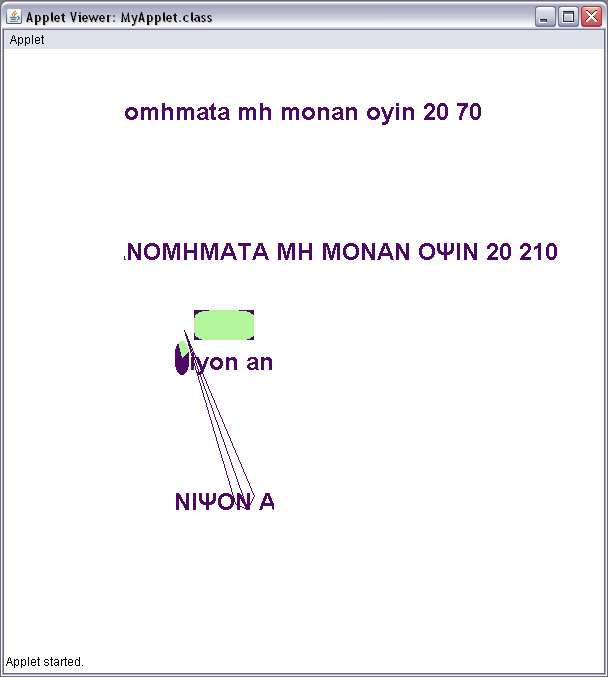 Applet Viewer: MyApplet.class
Applet
omhmata mh monan oyin 20 70
ΝΟΜΗΜΑΤΑ ΜΗ ΜΟΝΑΝ ΟΨΙΝ 20 210
iyon an
ΝΙΨΟΝ Α
Applet started.